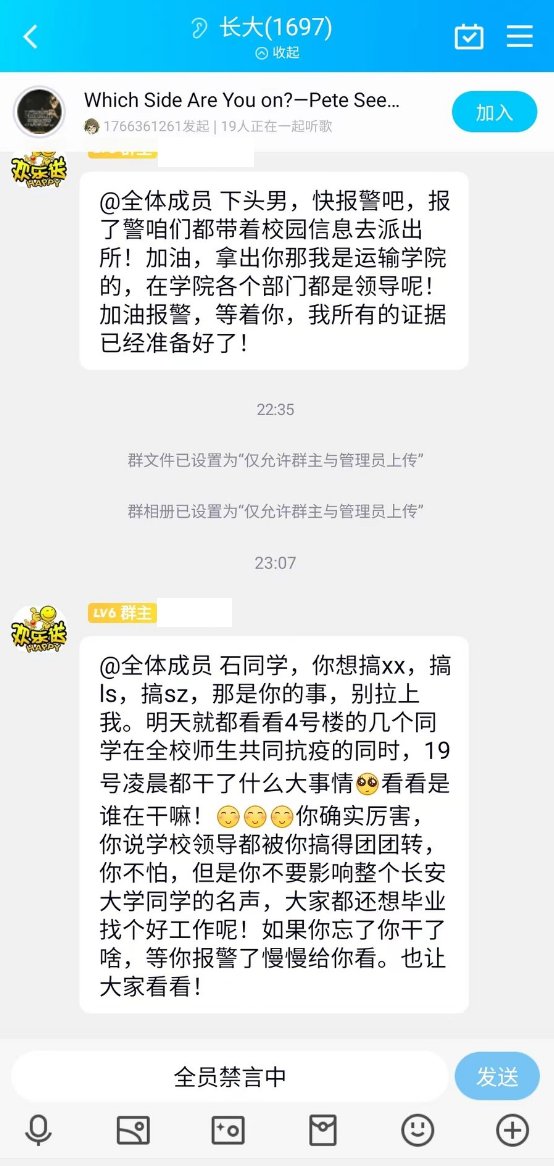 长大(1697)
收起
Which Side Are You on?—Pete See...
1766361261发起 | 19人正在一起听歌
加入
欢乐送
HAPPY
群主
@全体成员 下头男，快报警吧，报
了警咱们都带着校园信息去派出
所！加油，拿出你那我是运输学院
的，在学院各个部门都是领导呢！
加油报警，等着你，我所有的证据
已经准备好了！
22:35
群文件已设置为“仅允许群主与管理员上传”
群相册已设置为“仅允许群主与管理员上传”
23:07
欢乐送
HAPPY
LV6 群主
@全体成员 石同学，你想搞xx，搞
ls，搞sz，那是你的事，别拉上
我。明天就都看看4号楼的几个同
学在全校师生共同抗疫的同时，19
号凌晨都干了什么大事情🥺看看是
谁在干嘛！😊😊😊你确实厉害，
你说学校领导都被你搞得团团转，
你不怕，但是你不要影响整个长安
大学同学的名声，大家都还想毕业
找个好工作呢！如果你忘了你干了
啥，等你报警了慢慢给你看。也让
大家看看！
全员禁言中
发送